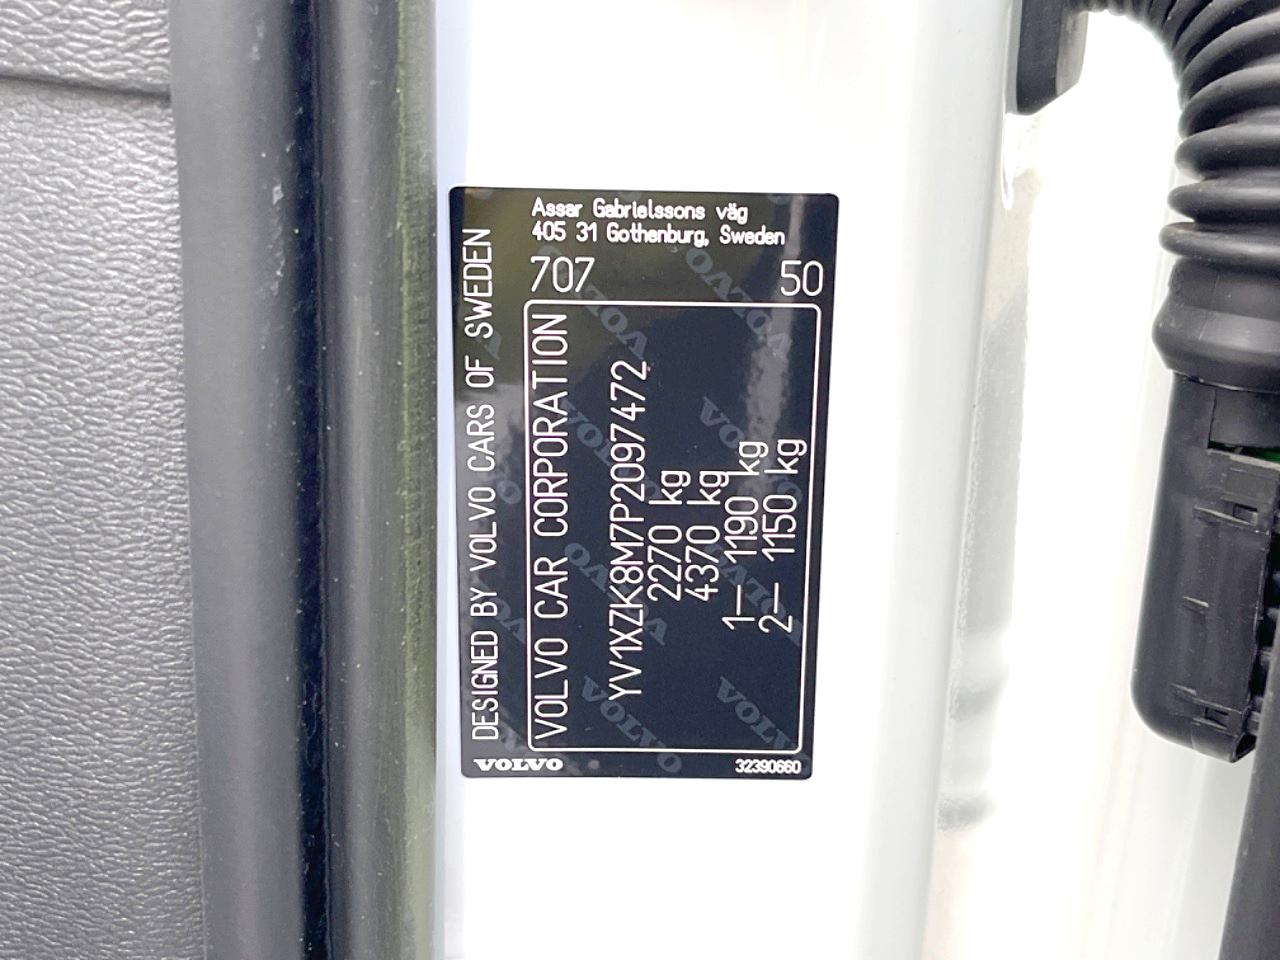 Assar Gabrielssons väg
405 31 Gothenburg, Sweden
707 50
DESIGNED BY VOLVO CARS OF SWEDEN
VOLVO CAR CORPORATION
YV1XZK8M7P2097472
2270 kg
4370 kg
1— 1190 kg
2— 1150 kg
VOLVO
32390660